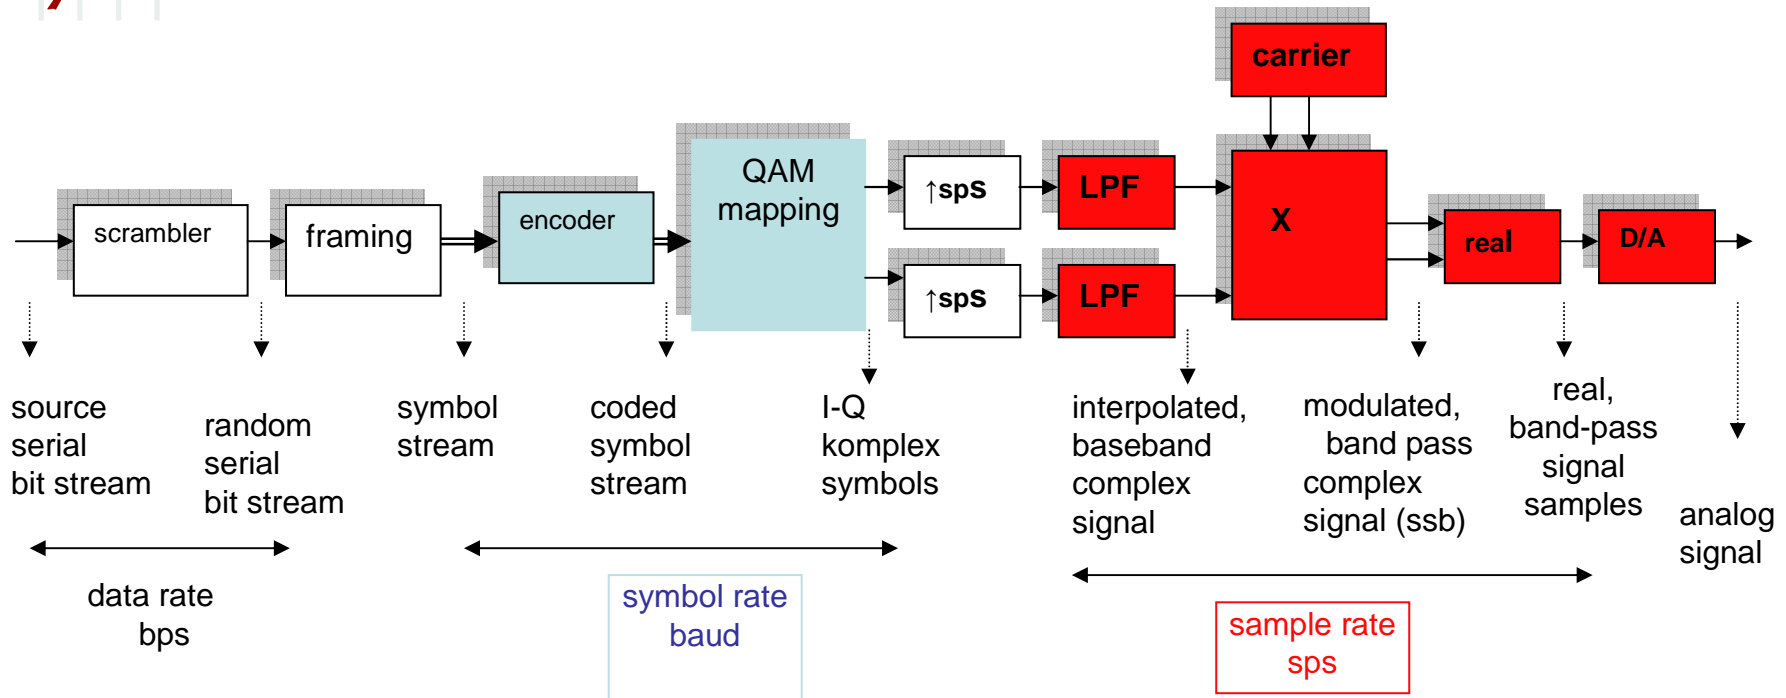 carrier
scrambler
framing
encoder
QAM
mapping
↑sps
LPF
↑sps
LPF
X
real
D/A
source
serial
bit stream
random
serial
bit stream
symbol
stream
coded
symbol
stream
I-Q
komplex
symbols
interpolated,
baseband
complex
signal
modulated,
band pass
complex
signal (ssb)
real,
band-pass
signal
samples
analog
signal
data rate
bps
symbol rate
baud
sample rate
sps